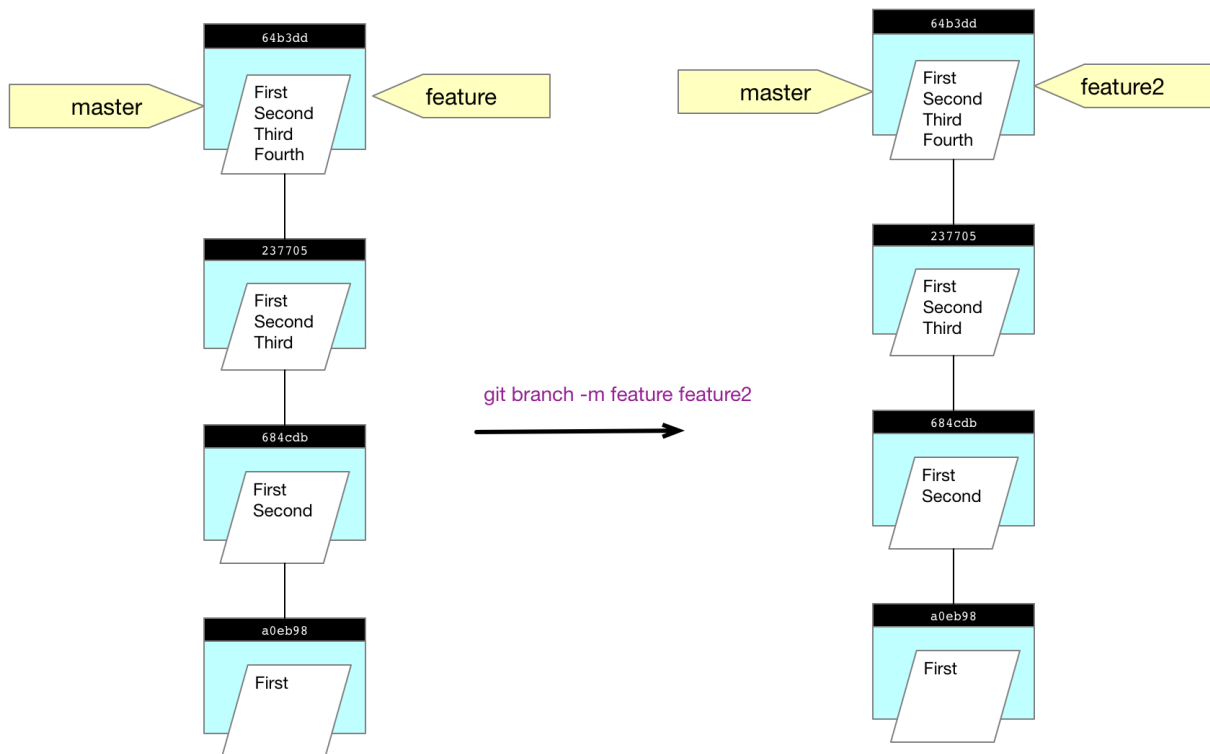 64b3dd
master
feature
First
Second
Third
Fourth
237705
First
Second
Third
684cdb
First
Second
a0eb98
First
git branch -m feature feature2
64b3dd
master
feature2
First
Second
Third
Fourth
237705
First
Second
Third
684cdb
First
Second
a0eb98
First